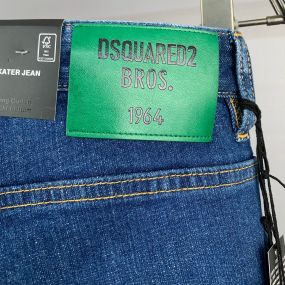 FSC
KATER JEAN
DSQUARED2
BROS.
1964